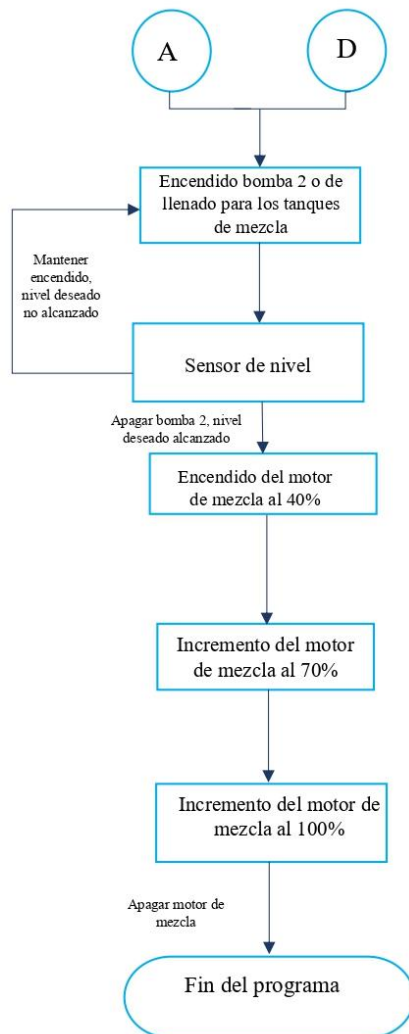 A
D
Encendido bomba 2 o de
llenado para los tanques
de mezcla
Mantener
encendido,
nivel deseado
no alcanzado
Sensor de nivel
Apagar bomba 2, nivel
deseado alcanzado
Encendido del motor
de mezcla al 40%
Incremento del motor
de mezcla al 70%
Incremento del motor de
mezcla al 100%
Apagar motor de
mezcla
Fin del programa